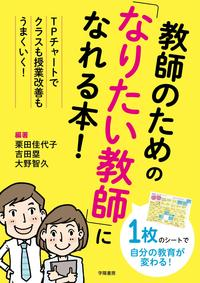 教師のための
「なりたい教師」に
なれる本!
TPチャートで
クラスも授業改善も
うまくいく!
編著
栗田佳代子
吉田塁
大野智久
1枚のシートで
自分の教育が
変わる!
学陽書房